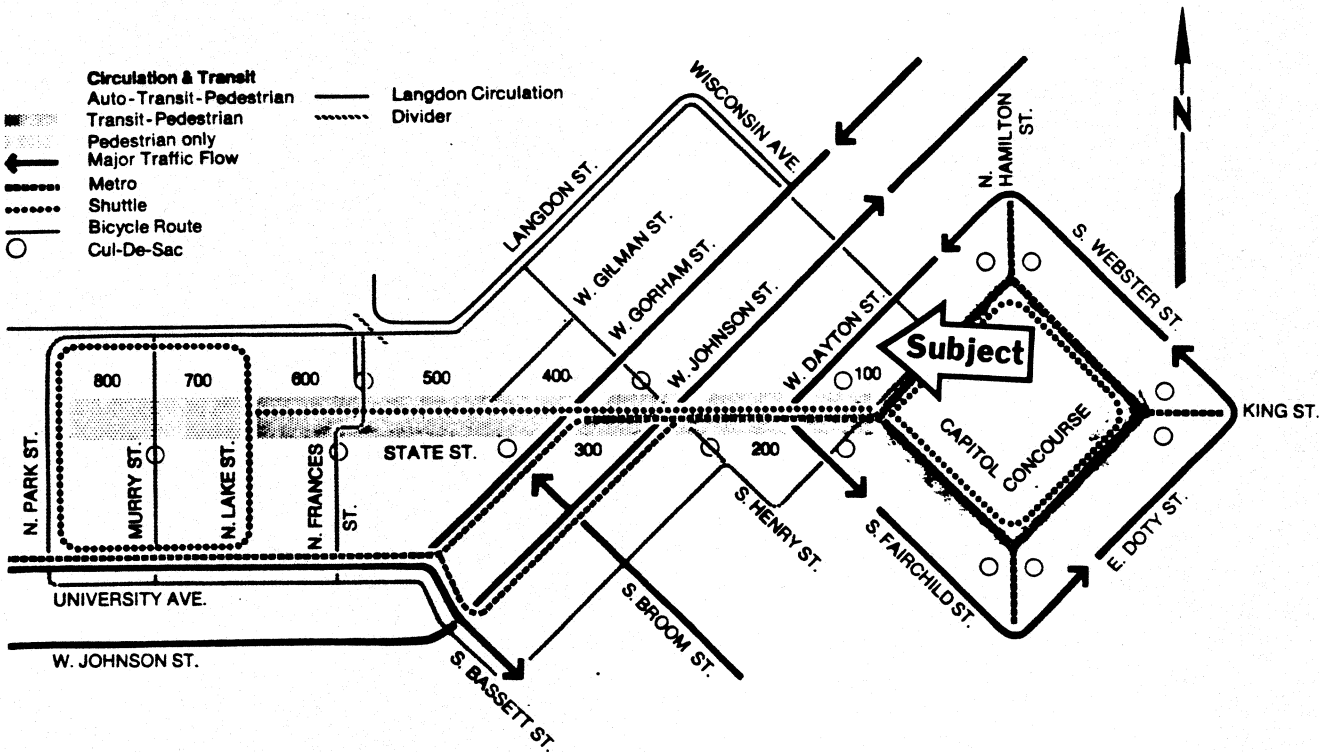 Circulation & Transit
Auto-Transit-Pedestrian
Transit-Pedestrian
Pedestrian only
Major Traffic Flow
Metro
Shuttle
Bicycle Route
Cul-De-Sac
Langdon Circulation
Divider
WISCONSIN AVE.
N. HAMILTON
ST.
N
LANGDON ST.
W. GILMAN ST.
W. GORHAM ST.
W. JOHNSON ST.
W. DAYTON ST.
S. WEBSTER ST.
Subject
800
700
600
500
400
100
KING ST.
CAPITOL
CONCOURSE
N. PARK ST.
MURRY ST.
N. LAKE ST.
N. FRANCES
ST.
STATE ST.
300
200
S. HENRY ST.
S. FAIRCHILD ST.
E. DOTY ST.
UNIVERSITY AVE.
S. BROOM ST.
W. JOHNSON ST.
S. BASSETT ST.